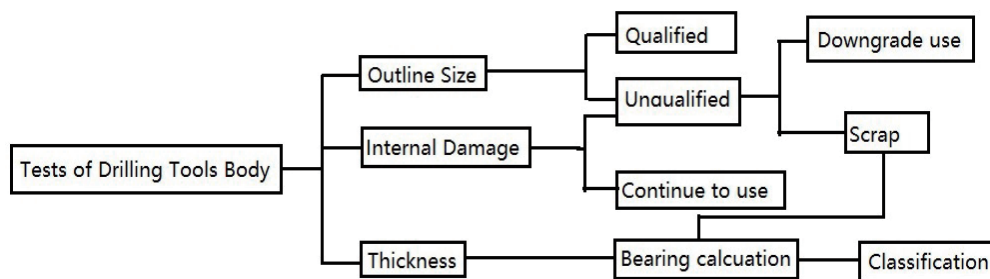 Qualified
Downgrade use
Outline Size
Unqualified
Scrap
Internal Damage
Tests of Drilling Tools Body
Continue to use
Thickness
Bearing calcuation
Classification